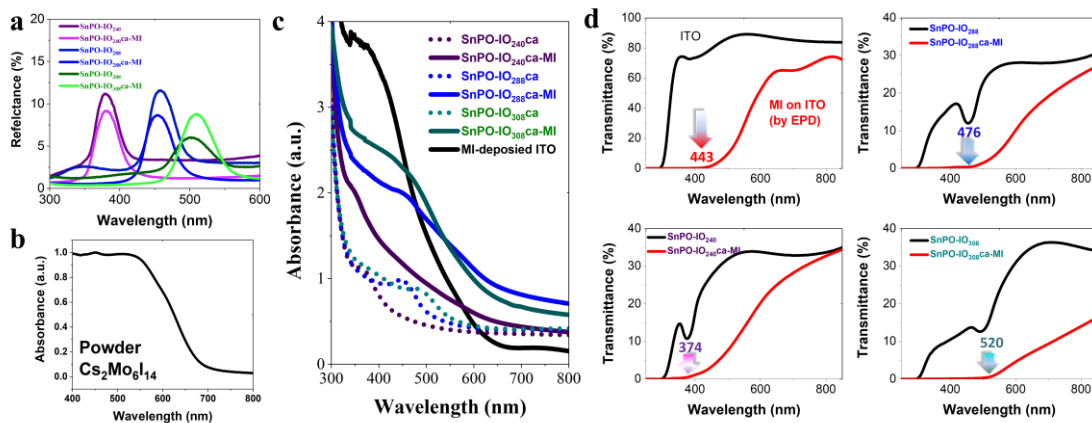 a
20
15
10
5
0
Refelctance (%)
SnPO-IO240
SnPO-IO240ca-MI
SnPO-IO288
SnPO-IO288ca-MI
SnPO-IO308
SnPO-IO308ca-MI
300 400 500 600
Wavelength (nm)
b
1.0
0.8
0.6
0.4
0.2
0.0
Absorbance (a.u.)
Powder
Cs2Mo6I14
400 500 600 700 800
Wavelength (nm)
c
4
3
2
1
0
Absorbance (a.u.)
SnPO-IO240ca
SnPO-IO240ca-MI
SnPO-IO288ca
SnPO-IO288ca-MI
SnPO-IO308ca
SnPO-IO308ca-MI
MI-deposied ITO
300 400 500 600 700 800
Wavelength (nm)
d
100
80
60
40
20
0
Transmittance (%)
ITO
MI on ITO
(by EPD)
443
400 600 800
Wavelength (nm)
40
30
20
10
0
Transmittance (%)
SnPO-IO288
SnPO-IO288ca-MI
476
400 600 800
Wavelength (nm)
40
30
20
10
0
Transmittance (%)
SnPO-IO240
SnPO-IO240ca-MI
374
400 600 800
Wavelength (nm)
40
30
20
10
0
Transmittance (%)
SnPO-IO308
SnPO-IO308ca-MI
520
400 600 800
Wavelength (nm)